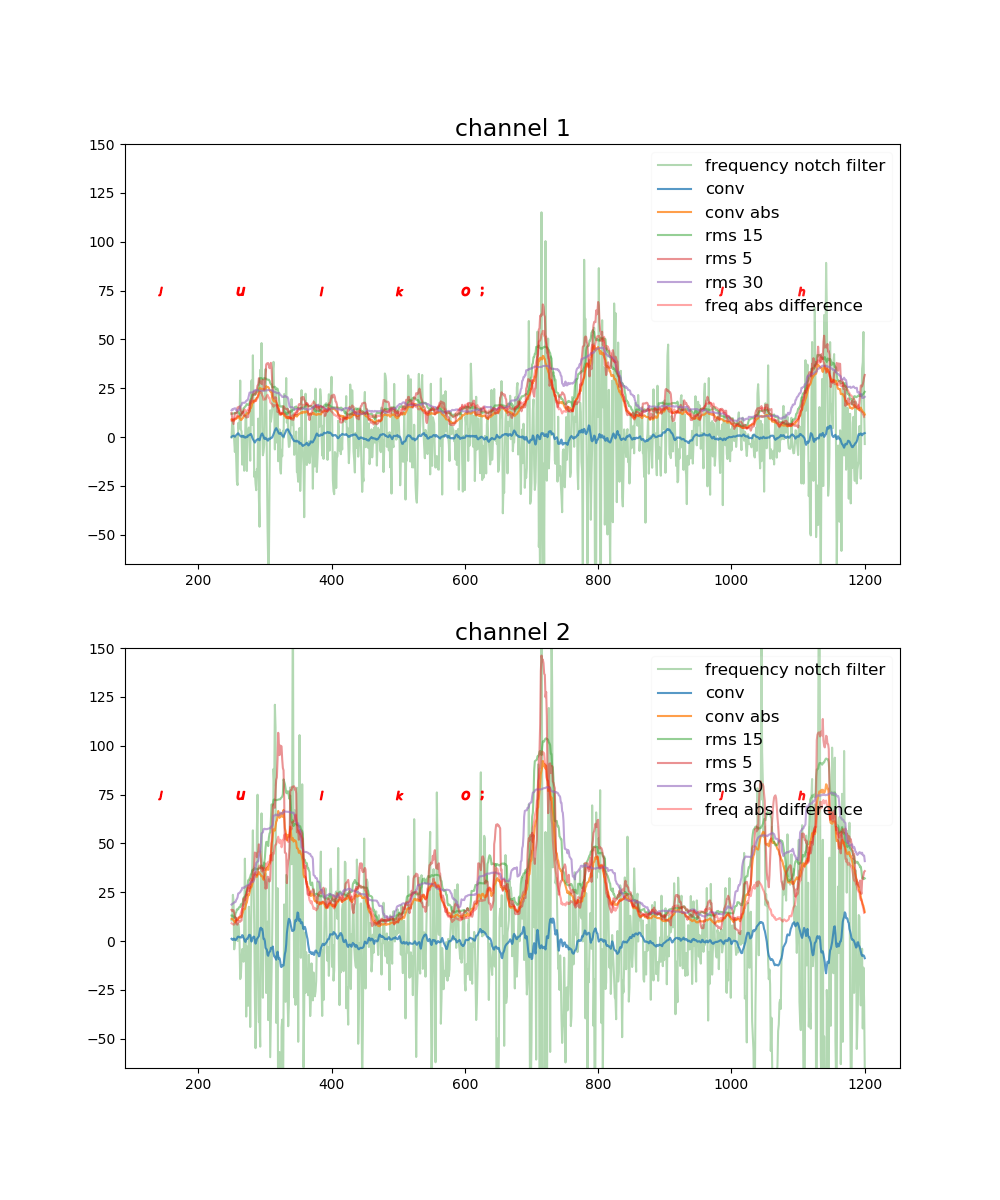 channel 1
150
125
100
75
50
25
0
−25
−50
frequency notch filter
conv
conv abs
rms 15
rms 5
rms 30
freq abs difference
J u l k o ; J h
200 400 600 800 1000 1200
channel 2
150
125
100
75
50
25
0
−25
−50
frequency notch filter
conv
conv abs
rms 15
rms 5
rms 30
freq abs difference
J u l k o ; J h
200 400 600 800 1000 1200